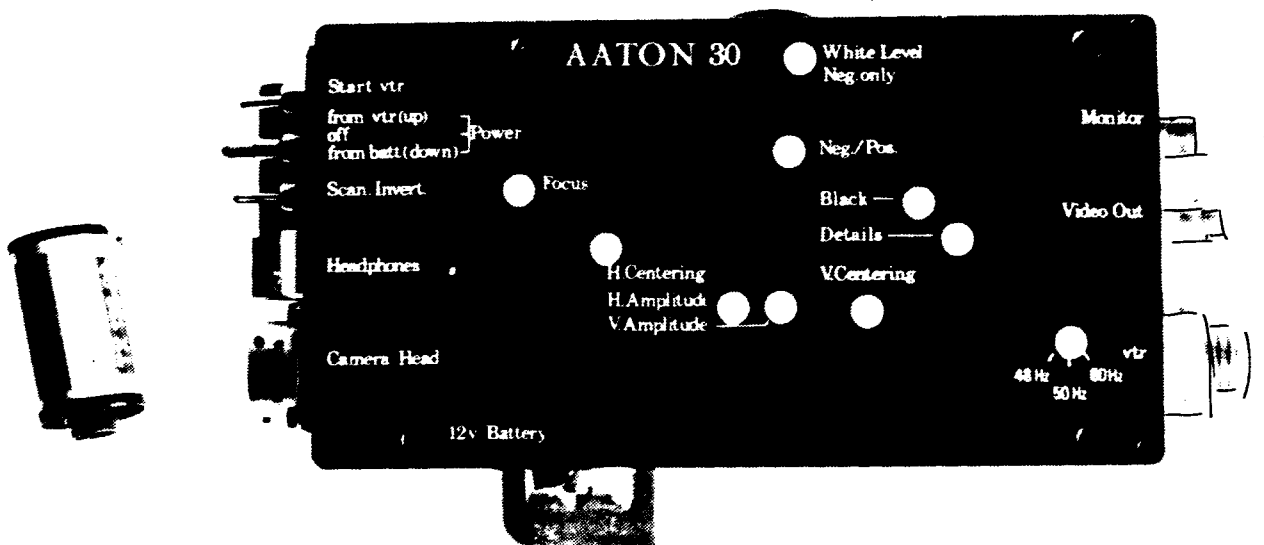 AATON 30
White Level
Neg. only
Start vtr
from vtr(up)
off
from batt(down)
Power
Scan. Invert.
Focus
Headphones
H.Centering
H.Amplitude
V.Amplitude
Camera Head
12v Battery
Neg./Pos.
Black
Details
V.Centering
Monitor
Video Out
vtr
48 Hz
50 Hz
60Hz